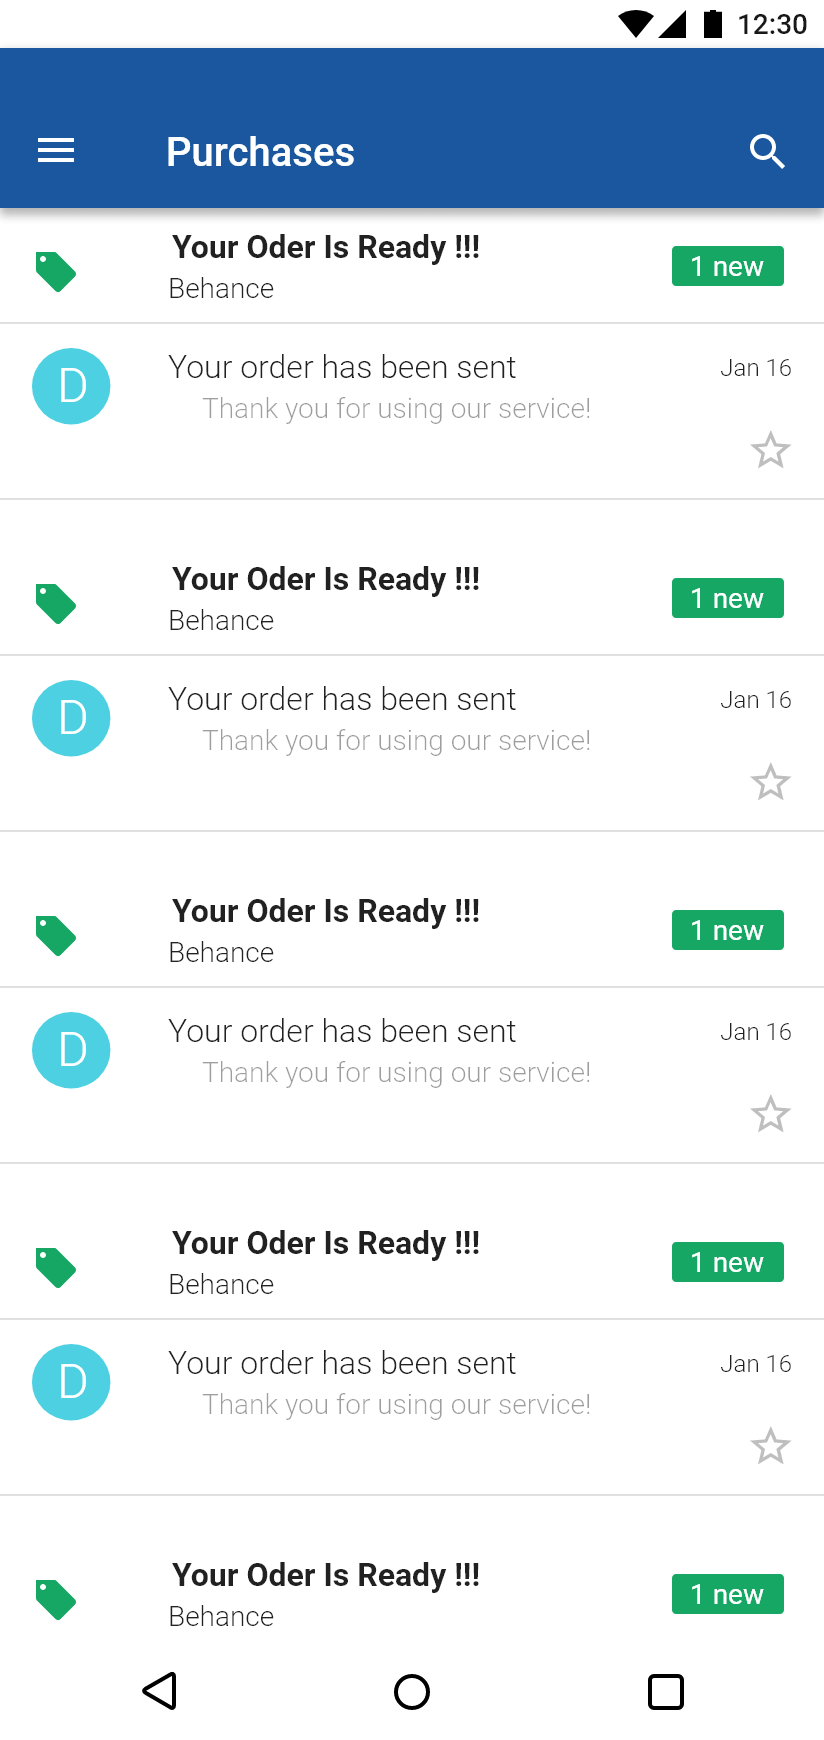 12:30
Purchases
Your Oder Is Ready !!!
1 new
Behance
D
Your order has been sent
Jan 16
Thank you for using our service!
Your Oder Is Ready !!!
1 new
Behance
D
Your order has been sent
Jan 16
Thank you for using our service!
Your Oder Is Ready !!!
1 new
Behance
D
Your order has been sent
Jan 16
Thank you for using our service!
Your Oder Is Ready !!!
1 new
Behance
D
Your order has been sent
Jan 16
Thank you for using our service!
Your Oder Is Ready !!!
1 new
Behance